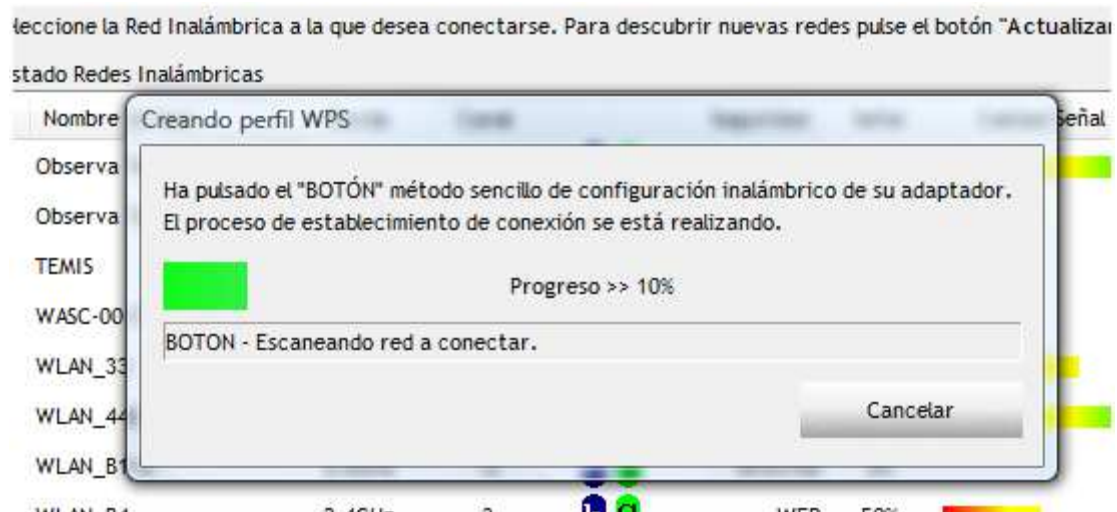 leccione la Red Inalámbrica a la que desea conectarse. Para descubrir nuevas redes pulse el botón "Actualizar
stado Redes Inalámbricas
Nombre
Señal
Creando perfil WPS
Observa
Observa
TEMIS
WASC-00
WLAN_33
WLAN_44
WLAN_B1
Ha pulsado el "BOTÓN" método sencillo de configuración inalámbrico de su adaptador.
El proceso de establecimiento de conexión se está realizando.
Progreso >> 10%
BOTON - Escaneando red a conectar.
Cancelar
WEP 50%